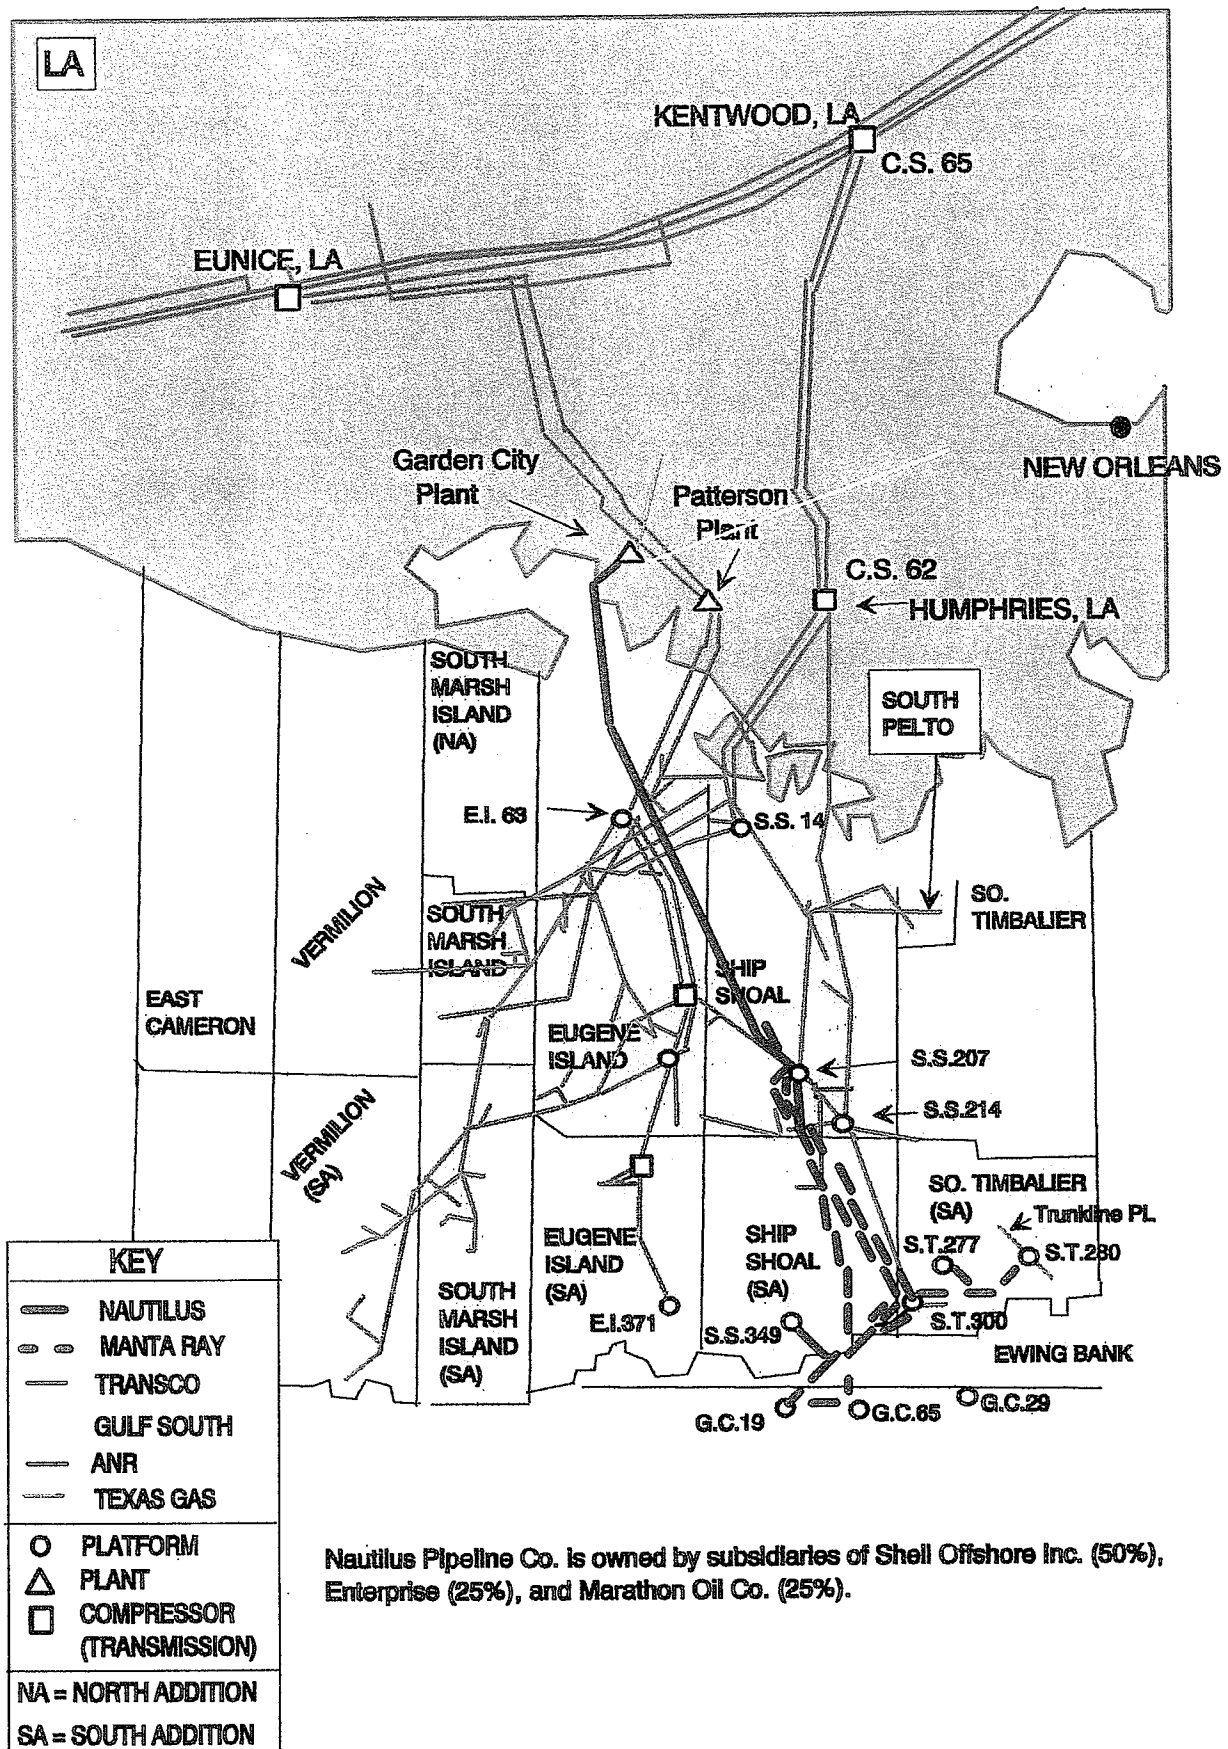 LA
KENTWOOD, LA
C.S. 65
EUNICE, LA
NEW ORLEANS
Garden City
Plant
Patterson
Plant
C.S. 62
HUMPHRIES, LA
SOUTH
MARSH
ISLAND
(NA)
SOUTH
PELTO
E.I. 63
S.S. 14
VERMILION
SOUTH
MARSH
ISLAND
SO.
TIMBALIER
SHIP
SHOAL
EAST
CAMERON
EUGENE
ISLAND
S.S.207
S.S.214
VERMILION
(SA)
SO. TIMBALIER
(SA)
Trunkline PL
S.T.277
S.T.280
EUGENE
ISLAND
(SA)
SHIP
SHOAL
(SA)
SOUTH
MARSH
ISLAND
(SA)
E.I.371
S.S.349
S.T.300
EWING BANK
G.C.19
G.C.65
G.C.29
KEY
NAUTILUS
MANTA RAY
TRANSCO
GULF SOUTH
ANR
TEXAS GAS
PLATFORM
PLANT
COMPRESSOR
(TRANSMISSION)
NA = NORTH ADDITION
SA = SOUTH ADDITION
Nautilus Pipeline Co. is owned by subsidiaries of Shell Offshore Inc. (50%),
Enterprise (25%), and Marathon Oil Co. (25%).